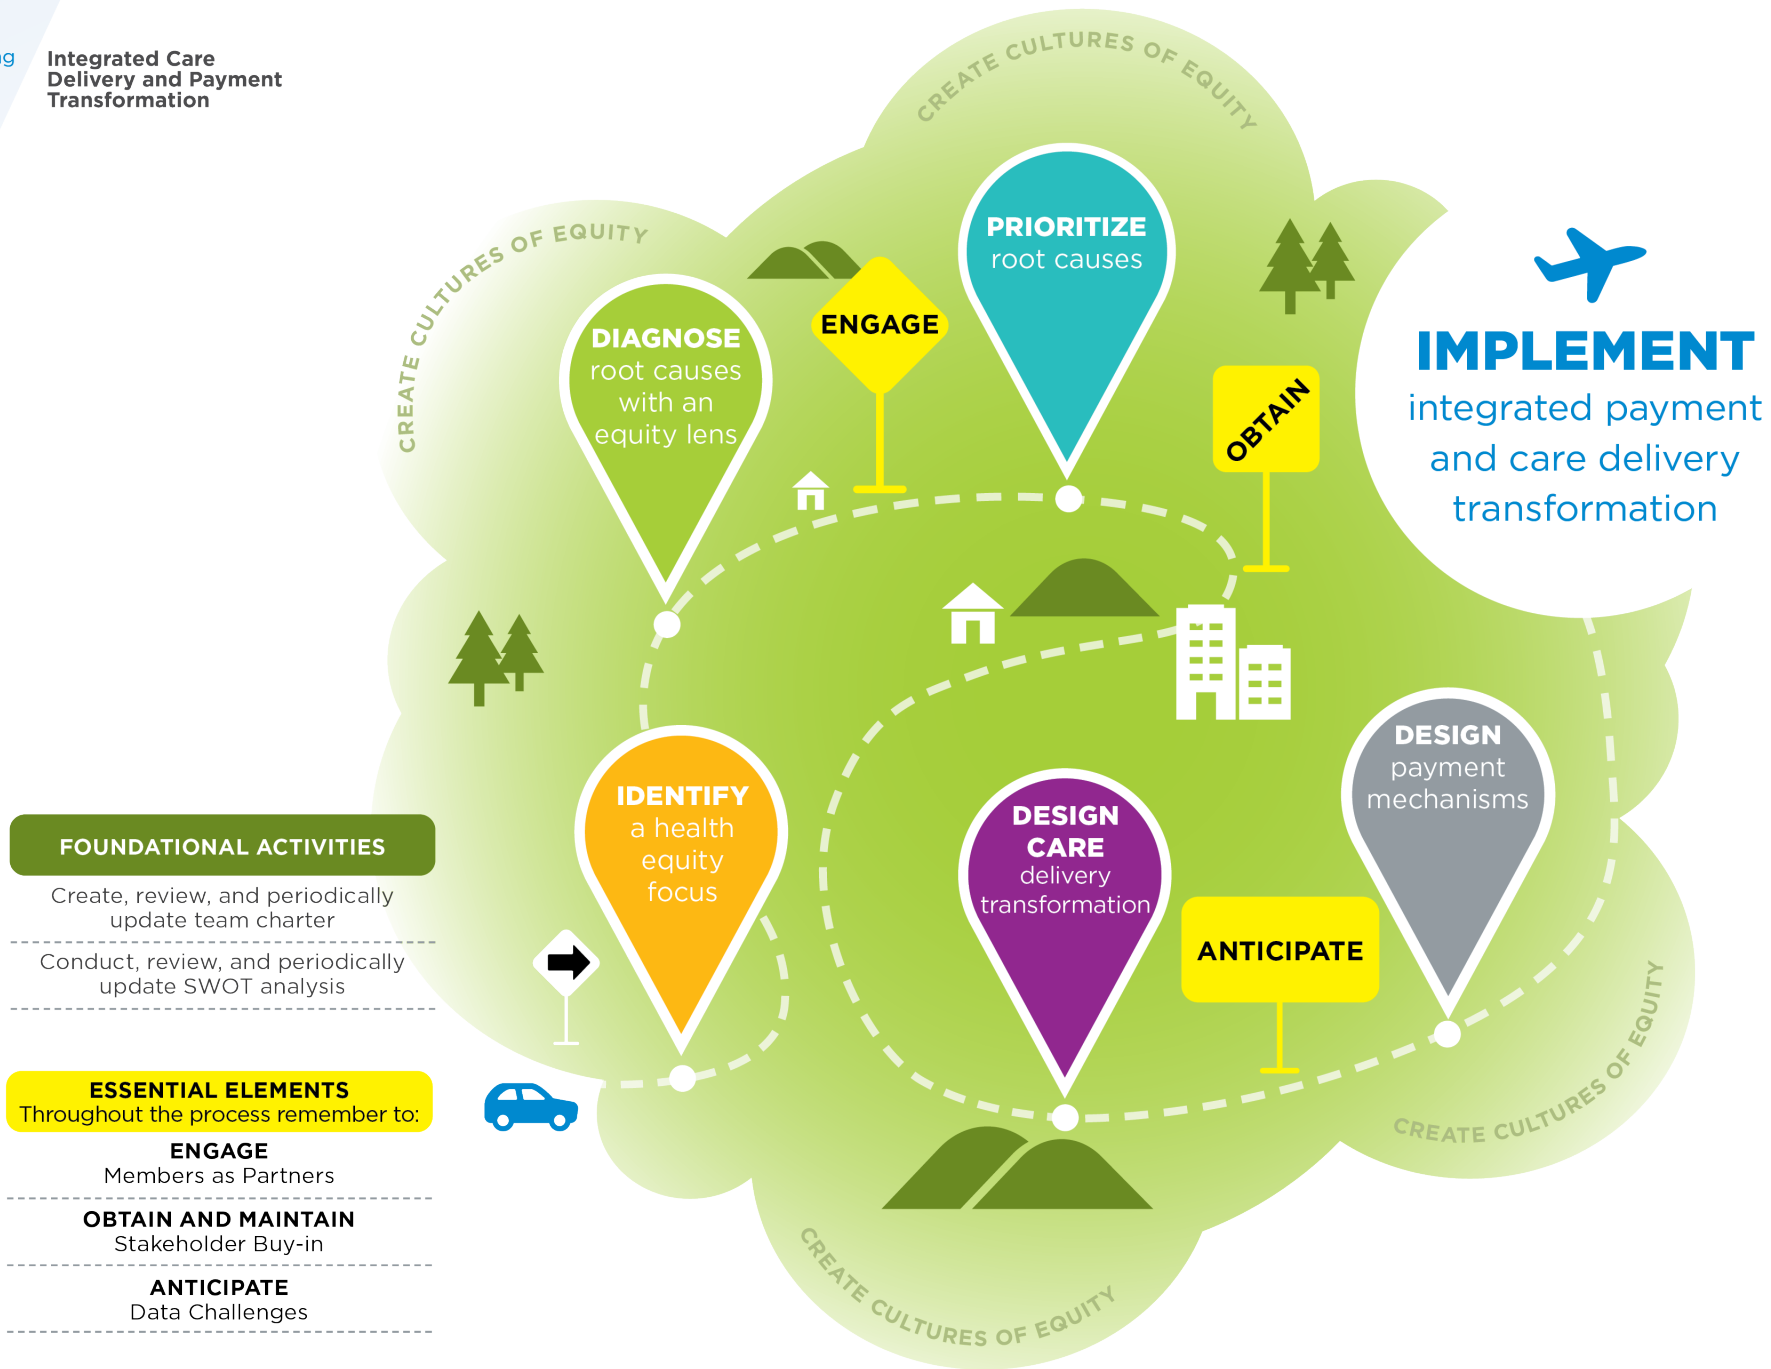 Integrated Care
Delivery and Payment
Transformation
CREATE CULTURES OF EQUITY
CREATE CULTURES OF EQUITY
PRIORITIZE
root causes
ENGAGE
DIAGNOSE
root causes
with an
equity lens
OBTAIN
IMPLEMENT
integrated payment
and care delivery
transformation
IDENTIFY
a health
equity
focus
DESIGN
CARE
delivery
transformation
DESIGN
payment
mechanisms
ANTICIPATE
CREATE CULTURES OF EQUITY
CREATE CULTURES OF EQUITY
FOUNDATIONAL ACTIVITIES
Create, review, and periodically
update team charter
Conduct, review, and periodically
update SWOT analysis
ESSENTIAL ELEMENTS
Throughout the process remember to:
ENGAGE
Members as Partners
OBTAIN AND MAINTAIN
Stakeholder Buy-in
ANTICIPATE
Data Challenges